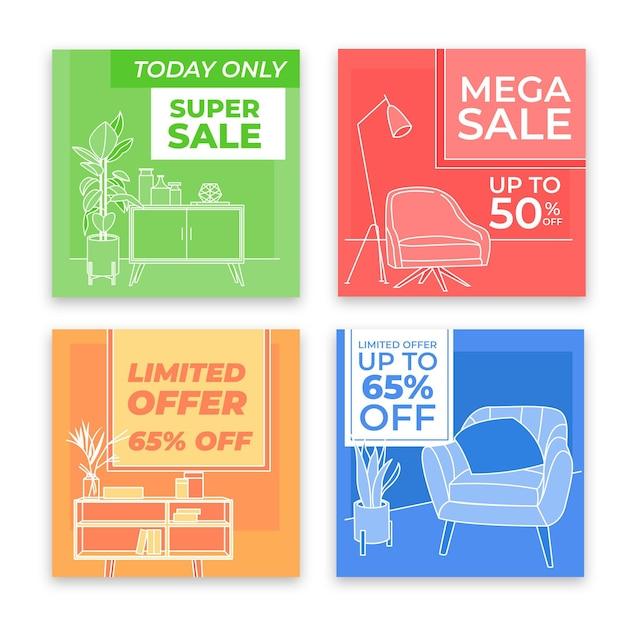 TODAY ONLY
SUPER
SALE
MEGA
SALE
UP TO
50%
OFF
LIMITED
OFFER
65% OFF
LIMITED OFFER
UP TO
65%
OFF